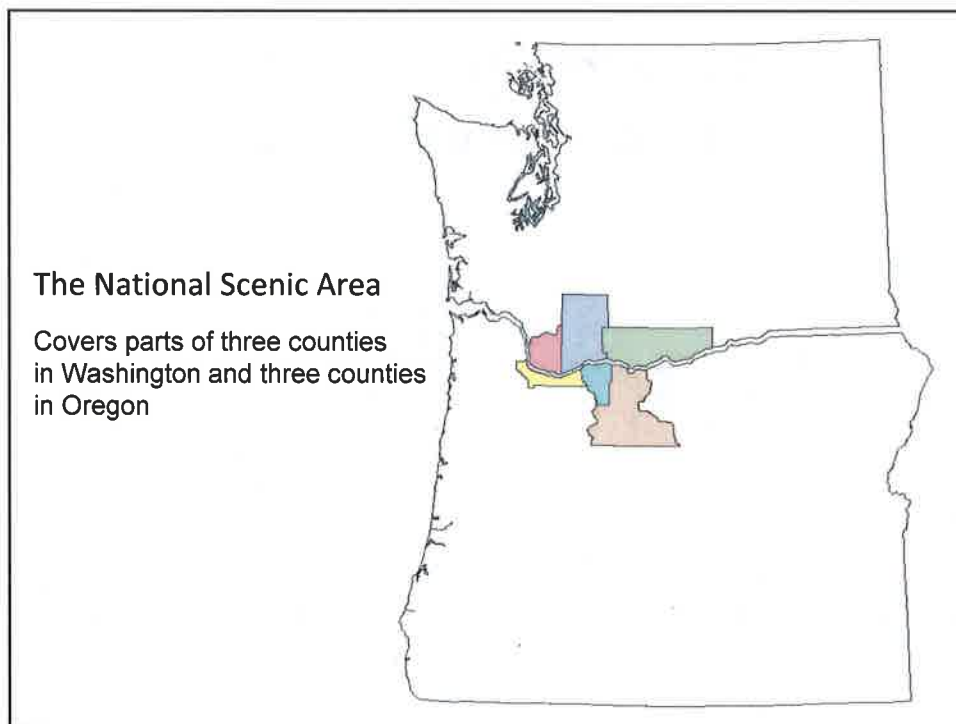 The National Scenic Area
Covers parts of three counties
in Washington and three counties
in Oregon